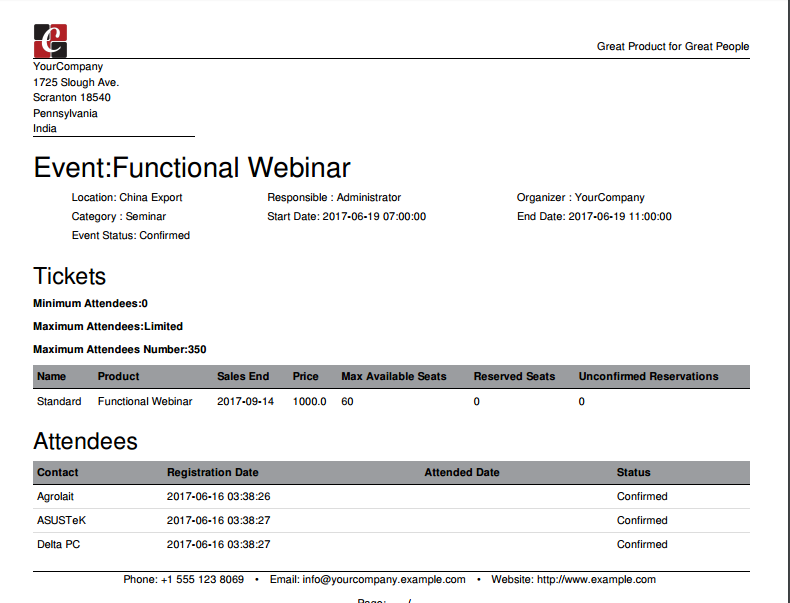 Great Product for Great People
YourCompany
1725 Slough Ave.
Scranton 18540
Pennsylvania
India
Event:Functional Webinar
Location: China Export Responsible : Administrator Organizer : YourCompany
Category : Seminar Start Date: 2017-06-19 07:00:00 End Date: 2017-06-19 11:00:00
Event Status: Confirmed
Tickets
Minimum Attendees:0
Maximum Attendees:Limited
Maximum Attendees Number:350
Name Product Sales End Price Max Available Seats Reserved Seats Unconfirmed Reservations
Standard Functional Webinar 2017-09-14 1000.0 60 0 0
Attendees
Contact Registration Date Attended Date Status
Agrolait 2017-06-16 03:38:26 Confirmed
ASUSTeK 2017-06-16 03:38:27 Confirmed
Delta PC 2017-06-16 03:38:27 Confirmed
Phone: +1 555 123 8069 • Email: info@yourcompany.example.com • Website: http://www.example.com
Page: /